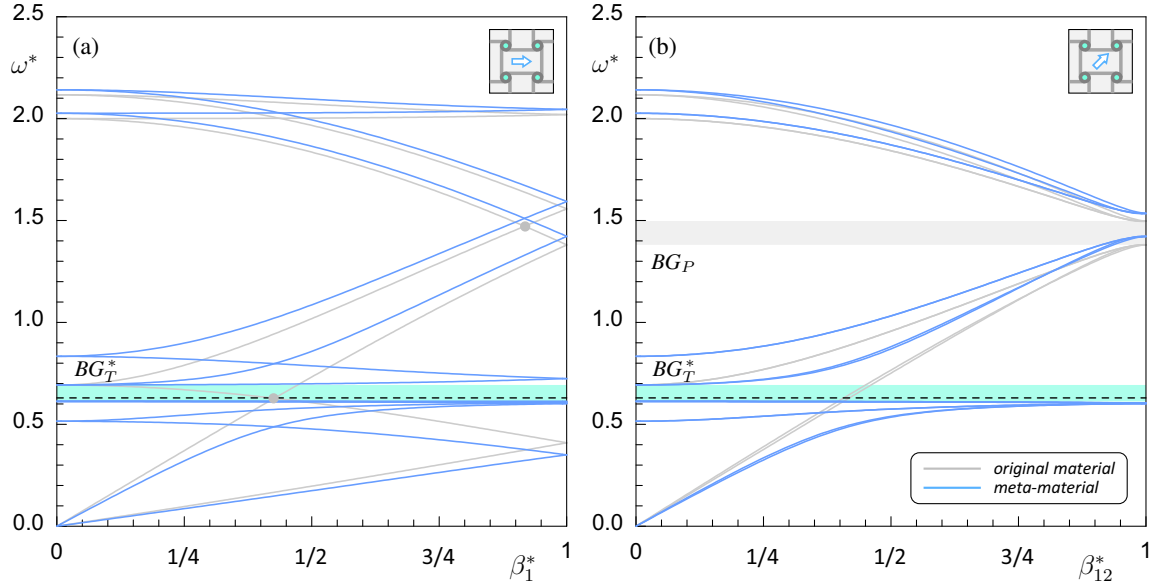 2.5
(a)
ω*
2.0
1.5
1.0
BG*T
0.5
0.0
0
1/4
1/2
3/4
β*1
1
2.5
(b)
ω*
2.0
1.5
BGP
1.0
BG*T
0.5
original material
meta-material
0.0
0
1/4
1/2
3/4
β*12
1